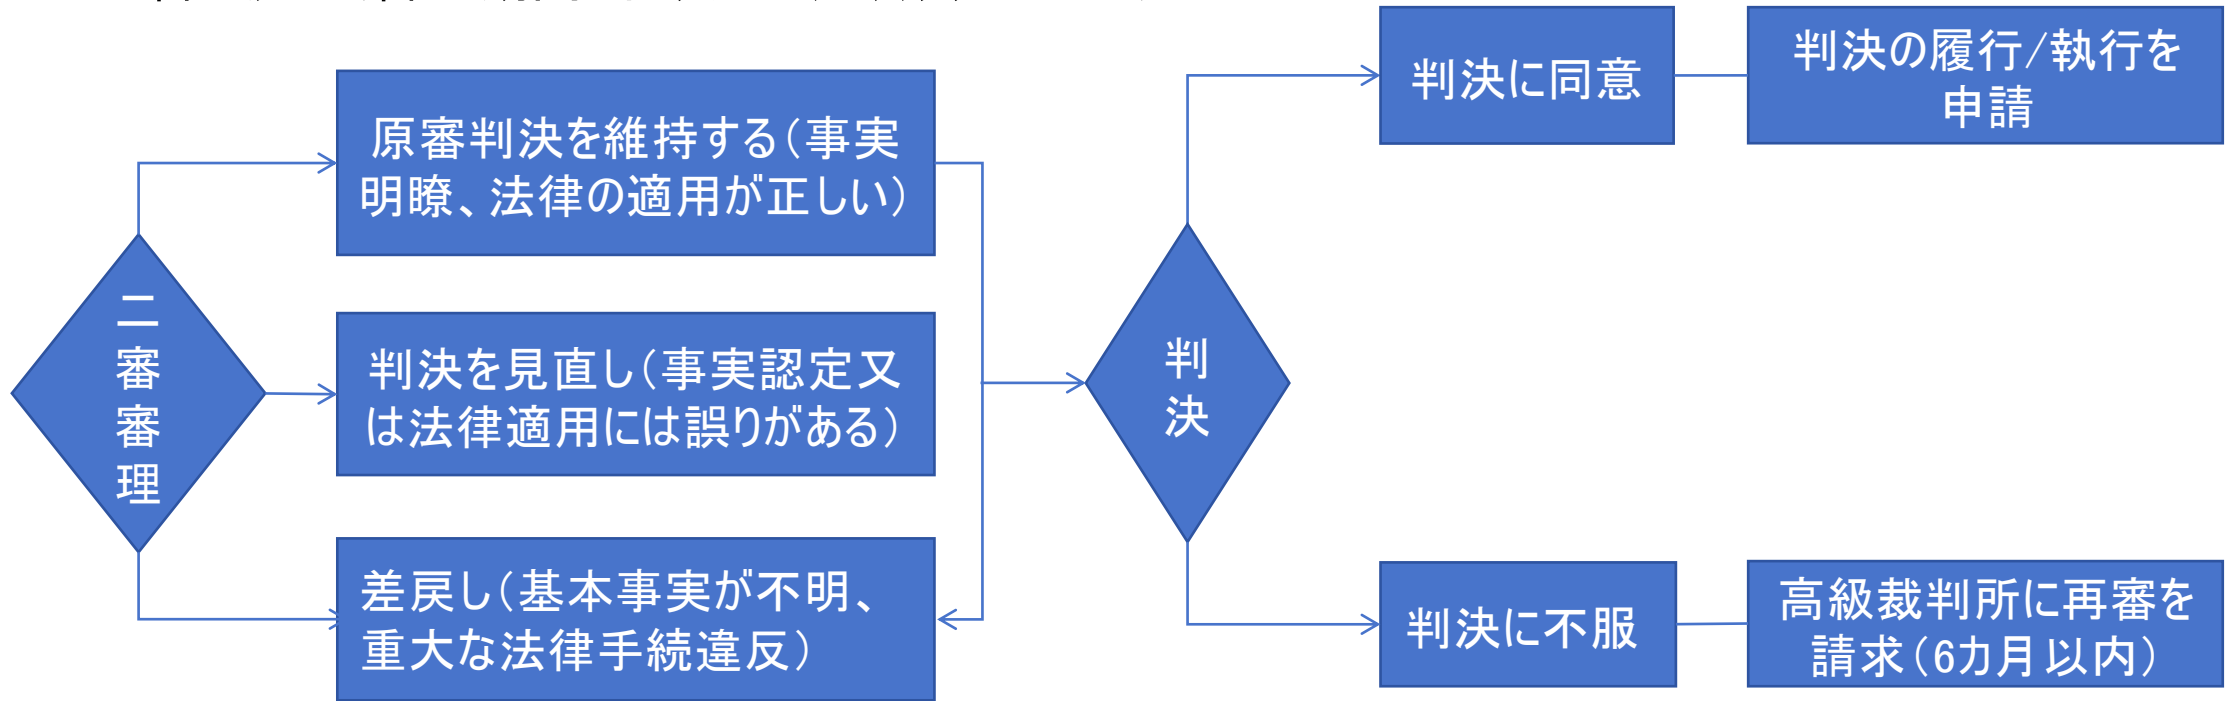 原審判決を維持する（事実
明瞭、法律の適用が正しい）
二
審
審
理
判決を見直し（事実認定又
は法律適用には誤りがある）
差戻し（基本事実が不明、
重大な法律手続違反）
判
決
判決に同意
判決の履行/執行を
申請
判決に不服
高級裁判所に再審を
請求（6カ月以内）